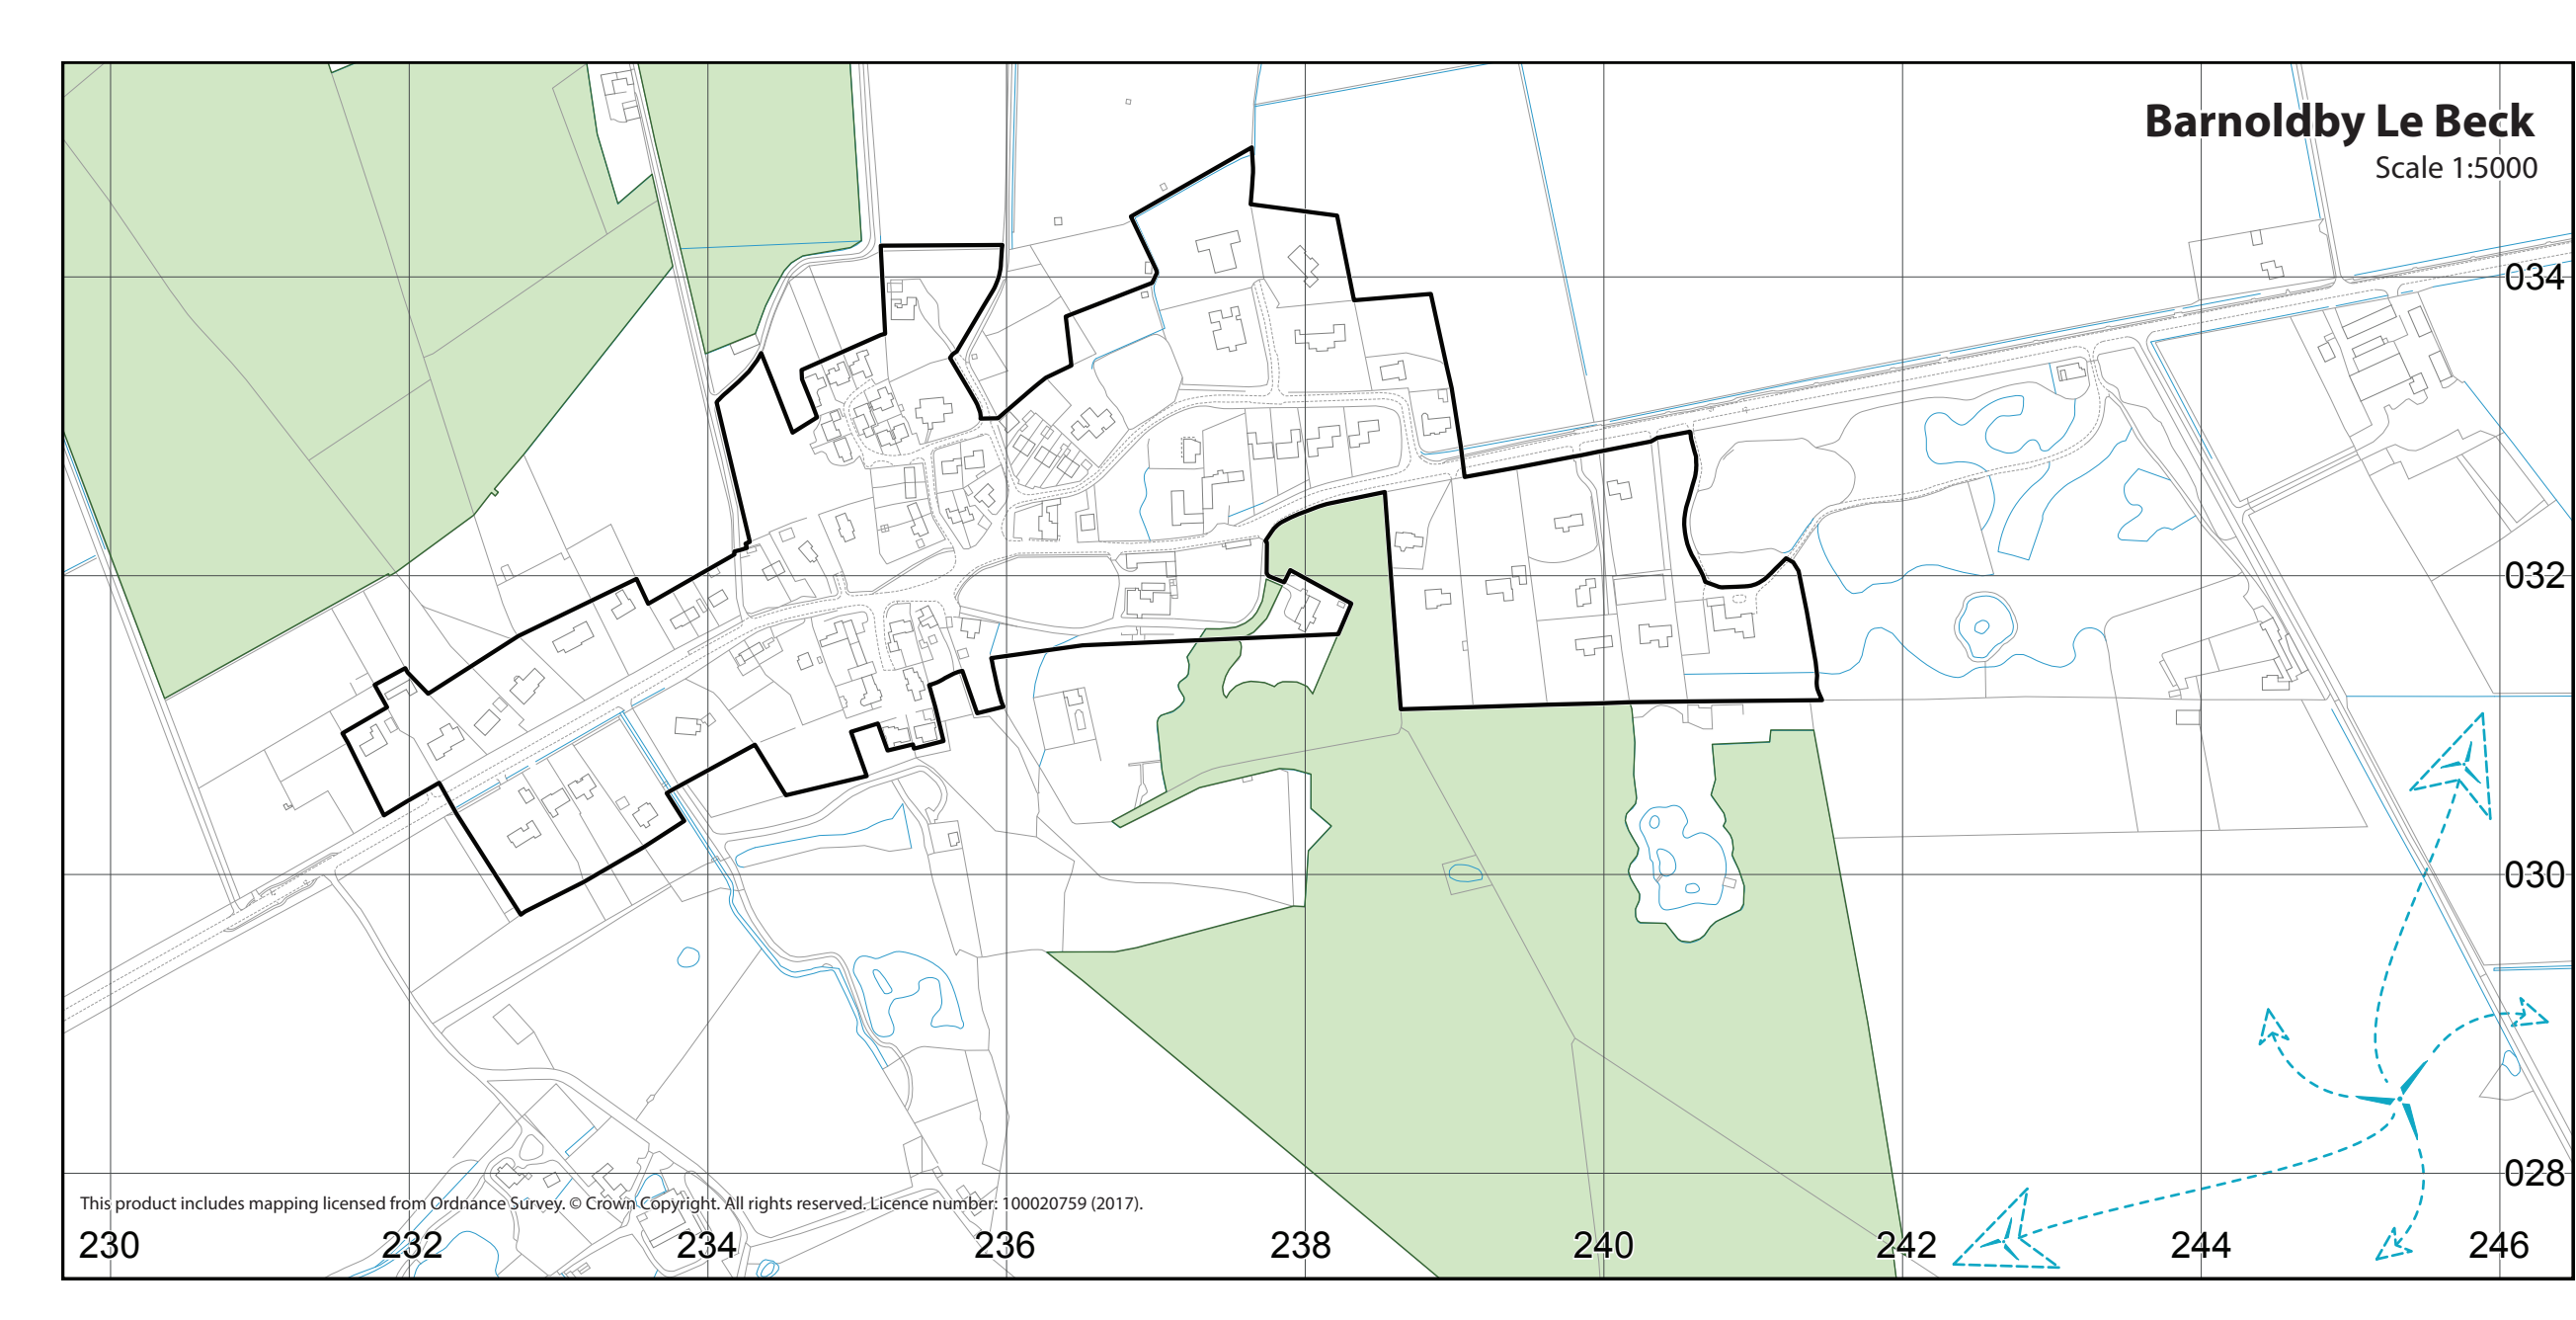 Barnoldby Le Beck
Scale 1:5000
034
032
030
028
This product includes mapping licensed from Ordnance Survey. © Crown Copyright. All rights reserved. Licence number: 100020759 (2017).
230 232 234 236 238 240 242 244 246